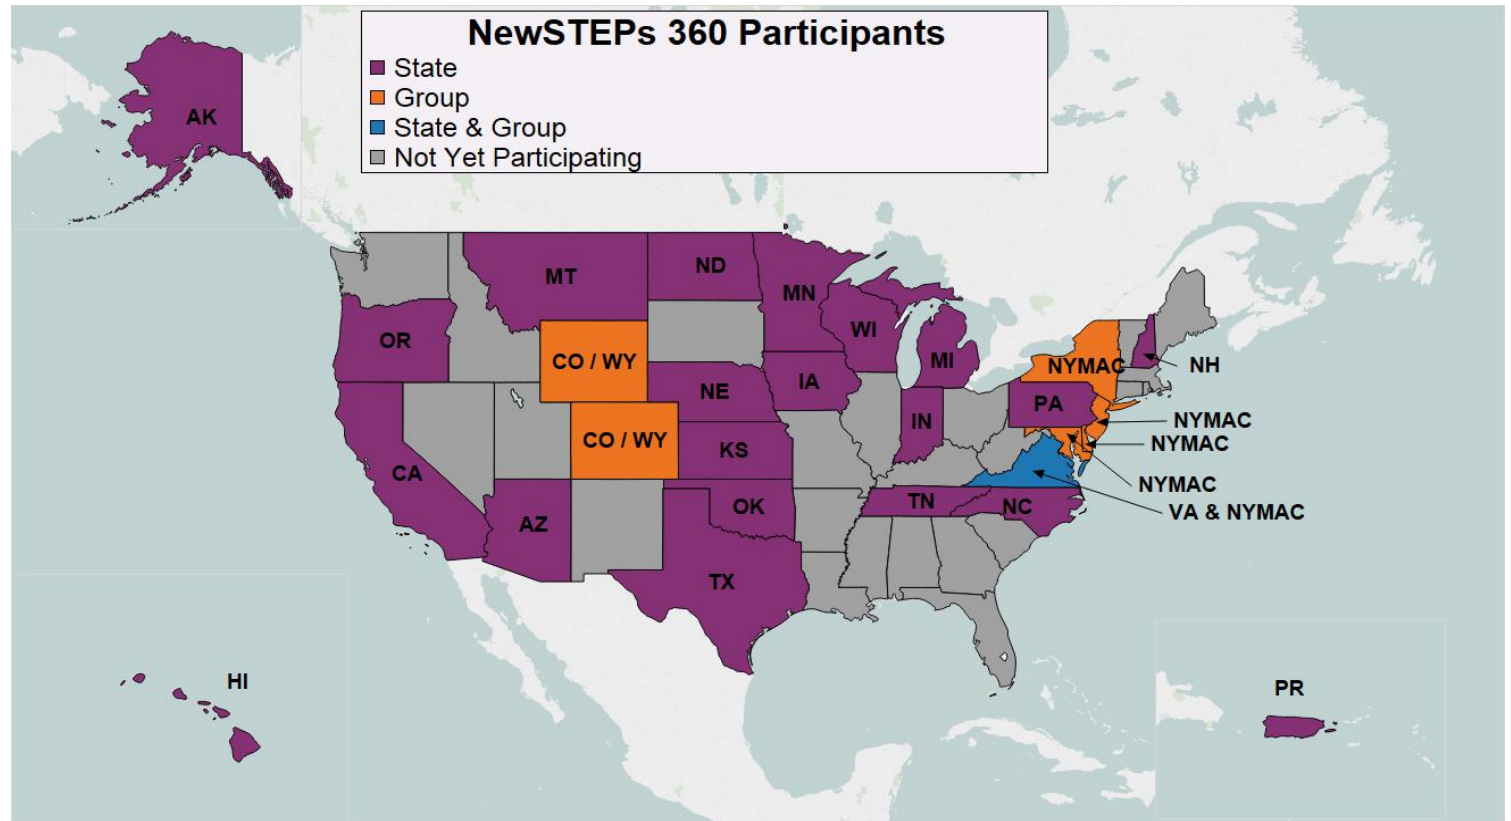 NewSTEPs 360 Participants
State
Group
State & Group
Not Yet Participating
AK
MT
ND
MN
WI
MI
OR
CO / WY
NYMAC
NH
IA
NE
PA
IN
NYMAC
CO / WY
NYMAC
KS
CA
NYMAC
TN
NC
OK
VA & NYMAC
AZ
TX
HI
PR